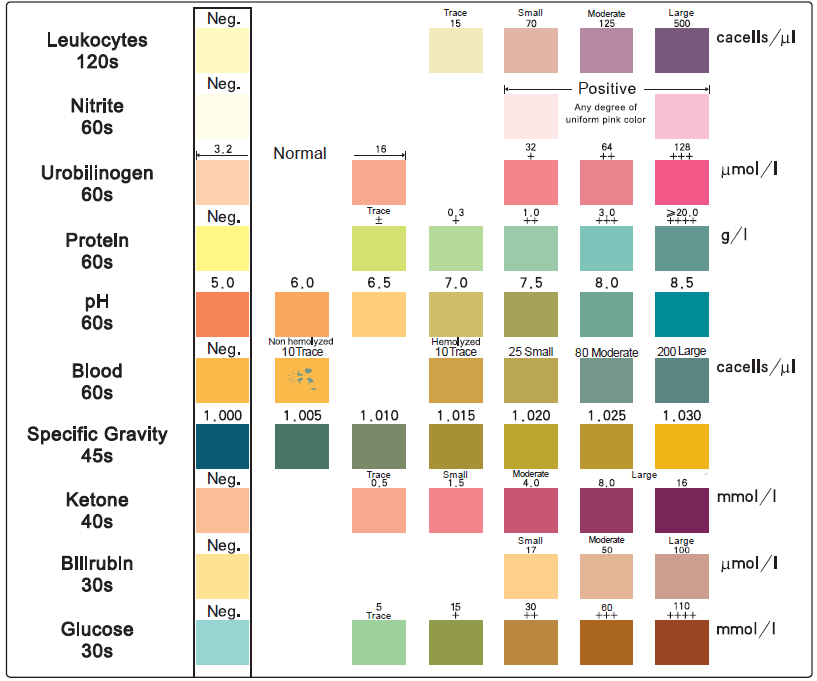 Neg. Trace Small Moderate Large
Leukocytes 15 70 125 500 cacells/μl
120s
Neg.
Nitrite Positive
60s Any degree of
uniform pink color
3.2 Normal 16 32 64 128
+ ++ +++
Urobilinogen μmol/l
60s
Neg. Trace 0.3 1.0 3.0 ⩾20.0
± + ++ +++ ++++
Protein g/l
60s
5.0 6.0 6.5 7.0 7.5 8.0 8.5
pH
60s
Neg. Non hemolyzed Hemolyzed
10Trace 10Trace 25 Small 80 Moderate 200 Large
Blood cacells/μl
60s
1.000 1.005 1.010 1.015 1.020 1.025 1.030
Specific Gravity
45s
Neg. Trace Small Moderate Large
0.5 1.5 4.0 8.0 16
Ketone mmol/l
40s
Neg. Small Moderate Large
17 50 100
Bilirubin μmol/l
30s
Neg. 5 15 30 60 110
Trace + ++ +++ ++++
Glucose mmol/l
30s